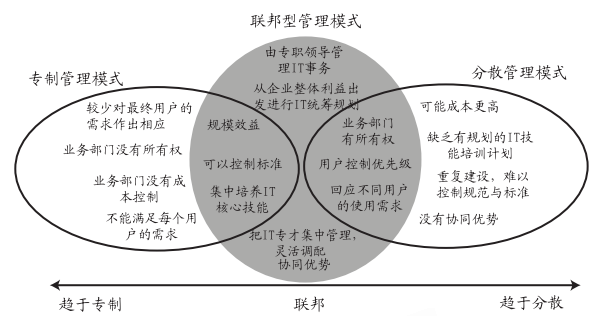 联邦型管理模式
专制管理模式
分散管理模式
较少对最终用户的
需求作出相应
业务部门没有所有权
业务部门没有成
本控制
不能满足每个用
户的需求
由专职领导管
理IT事务
从企业整体利益出
发进行IT统筹规划
规模效益
可以控制标准
集中培养IT
核心技能
业务部门
有所有权
用户控制优先级
回应不同用户
的使用需求
把IT专才集中管理,
灵活调配
协同优势
可能成本更高
缺乏有规划的IT技
能培训计划
重复建设，难以
控制规范与标准
没有协同优势
趋于专制
联邦
趋于分散